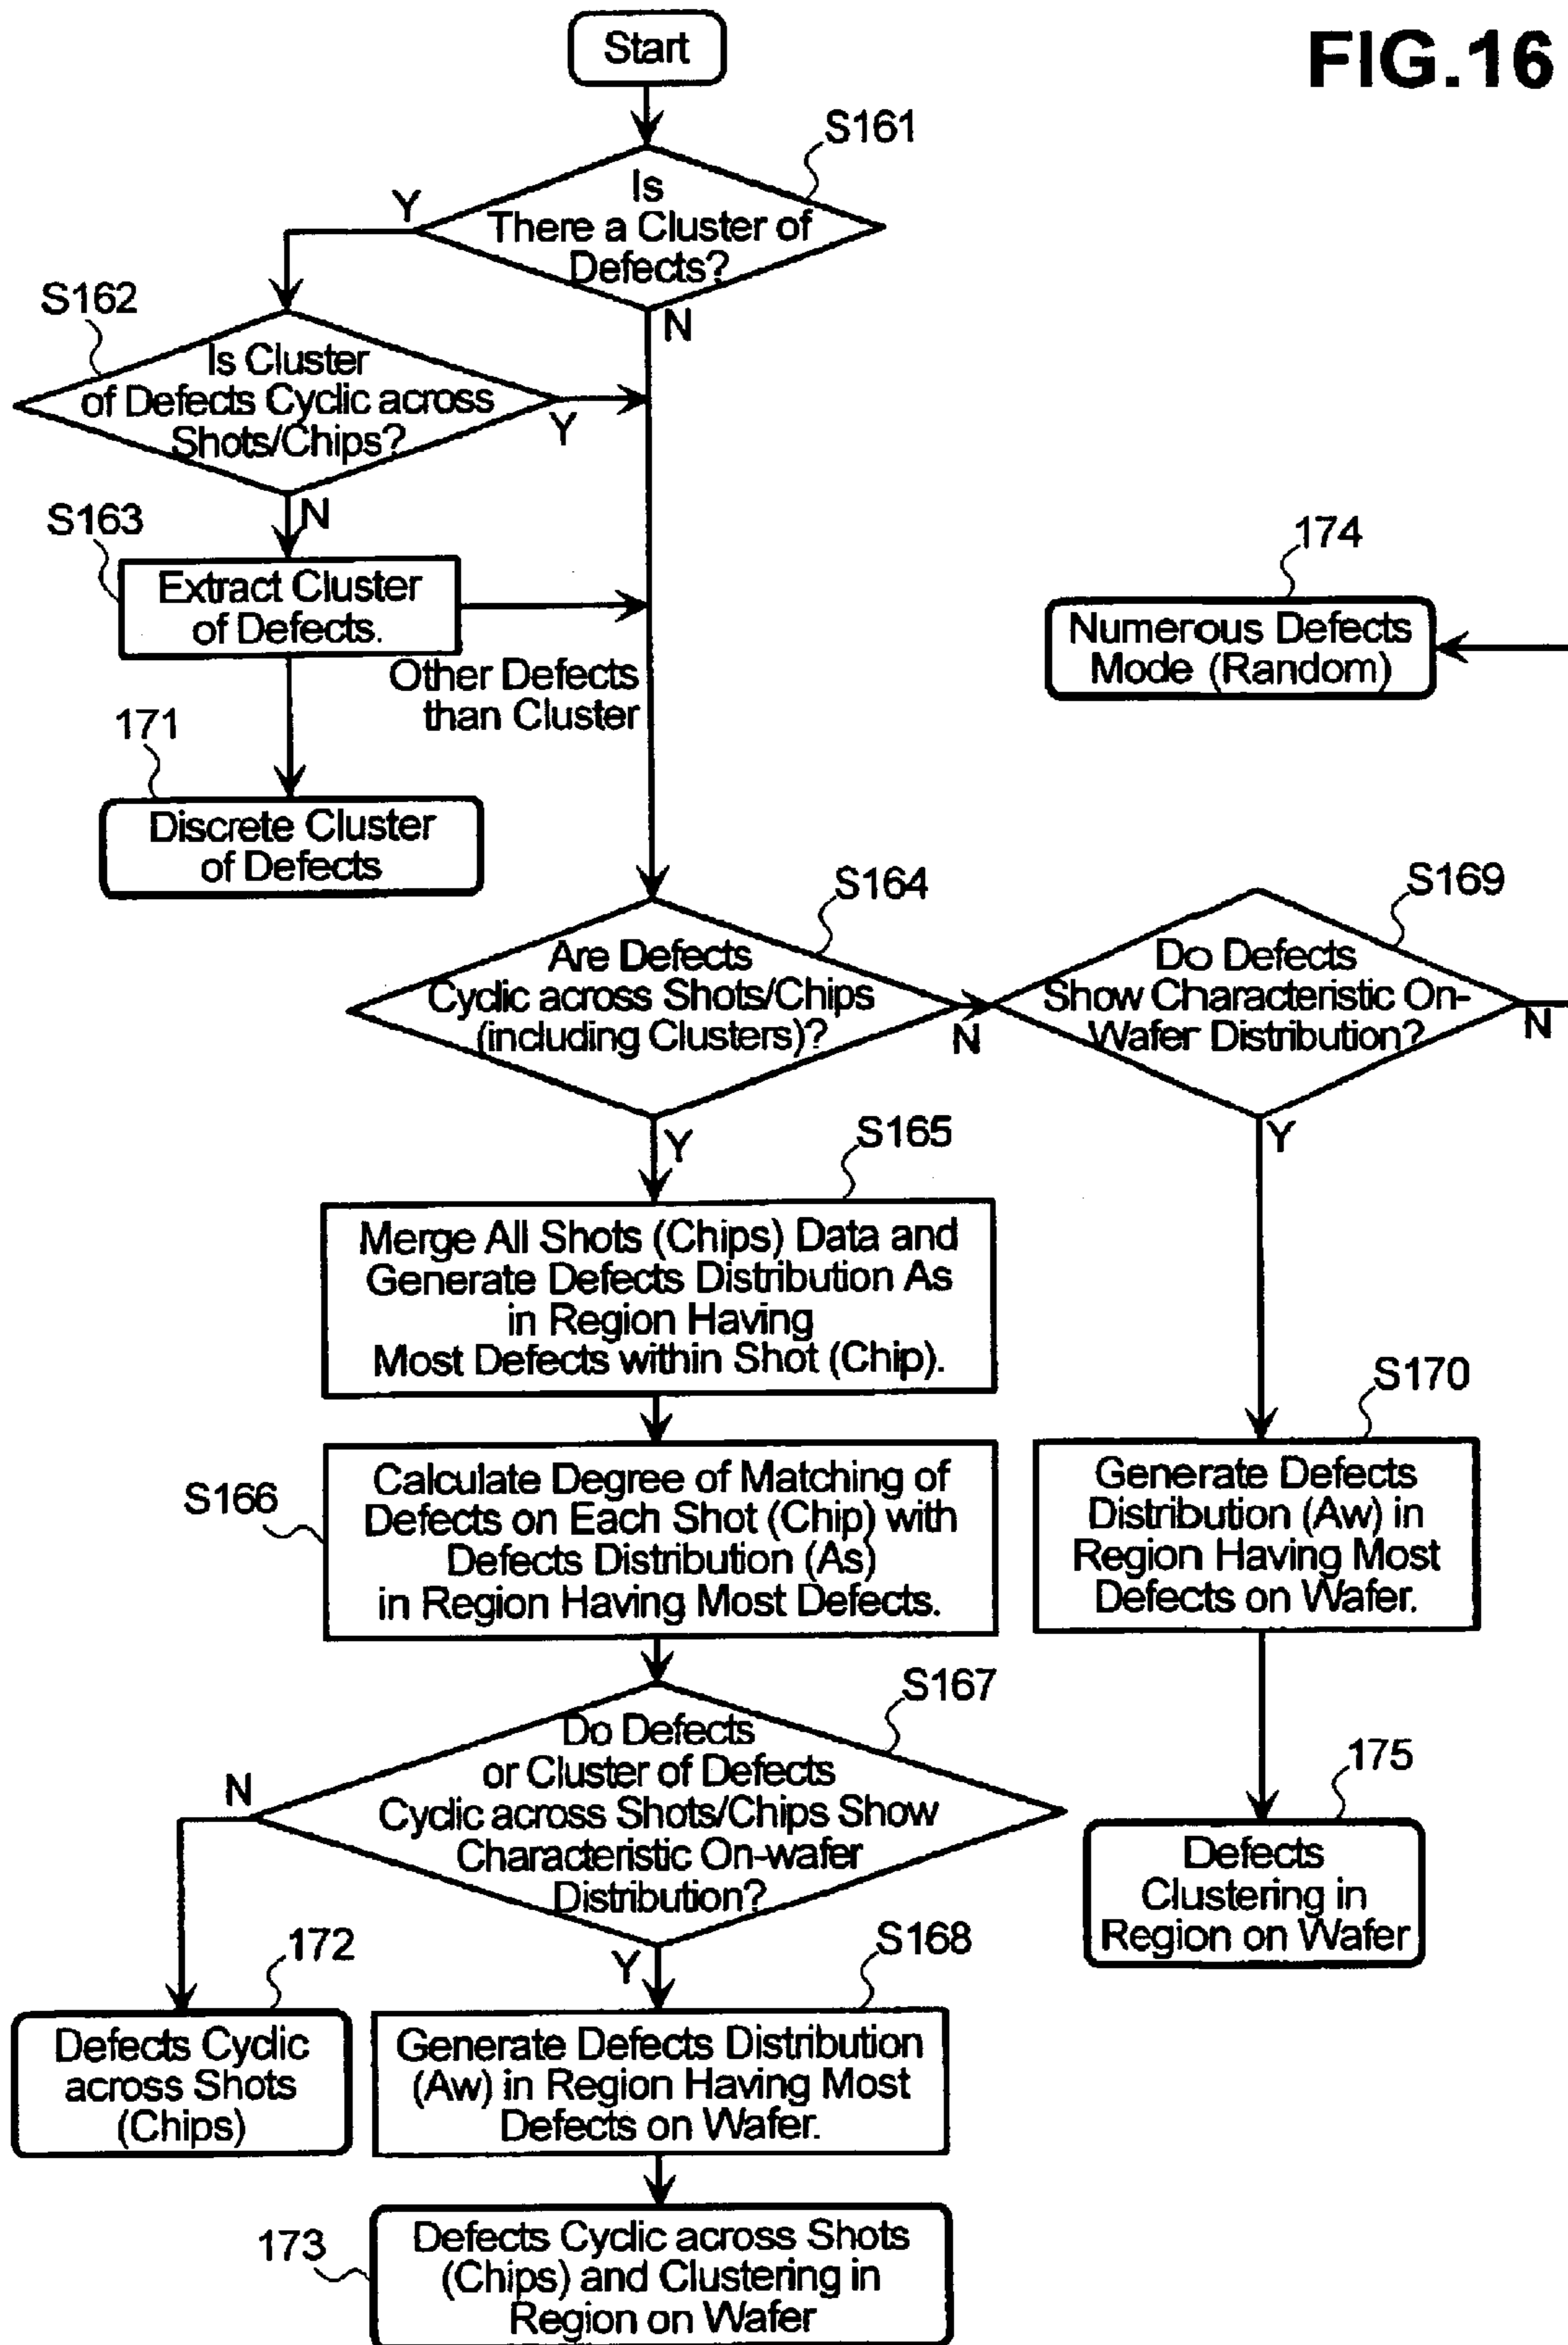 FIG.16
Start
S161
Is
There a Cluster of
Defects?
Y
N
S162
Is Cluster
of Defects Cyclic across
Shots/Chips?
Y
N
S163
Extract Cluster
of Defects.
Other Defects
than Cluster
171
Discrete Cluster
of Defects
174
Numerous Defects
Mode (Random)
S164
Are Defects
Cyclic across Shots/Chips
(including Clusters)?
N
Y
S169
Do Defects
Show Characteristic On-
Wafer Distribution?
N
Y
S165
Merge All Shots (Chips) Data and
Generate Defects Distribution As
in Region Having
Most Defects within Shot (Chip).
S166
Calculate Degree of Matching of
Defects on Each Shot (Chip) with
Defects Distribution (As)
in Region Having Most Defects.
S170
Generate Defects
Distribution (Aw) in
Region Having Most
Defects on Wafer.
S167
Do Defects
or Cluster of Defects
Cyclic across Shots/Chips Show
Characteristic On-wafer
Distribution?
N
Y
175
Defects
Clustering in
Region on Wafer
172
Defects Cyclic
across Shots
(Chips)
S168
Generate Defects Distribution
(Aw) in Region Having Most
Defects on Wafer.
173
Defects Cyclic across Shots
(Chips) and Clustering in
Region on Wafer